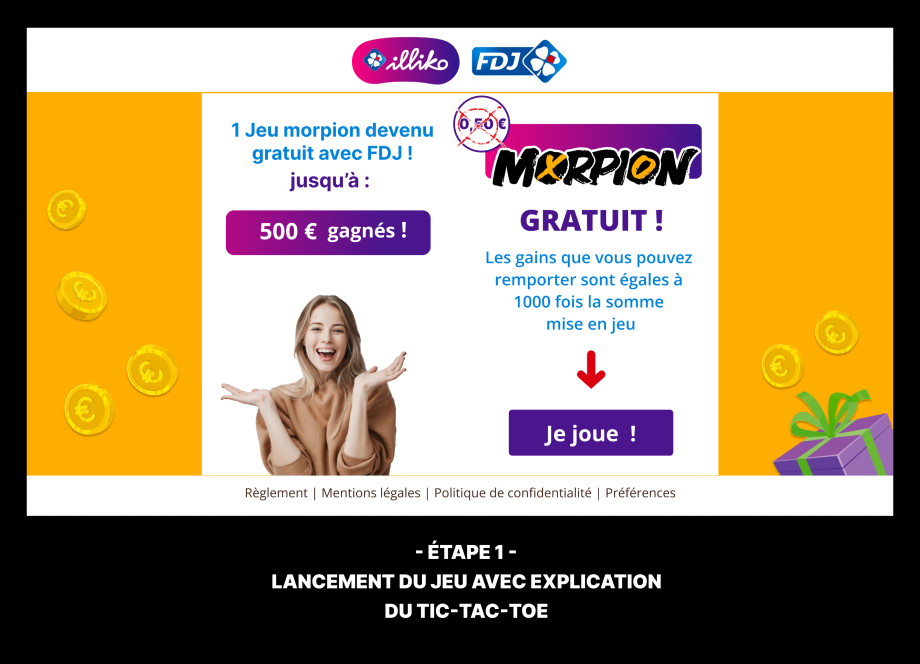 illiko FDJ
1 Jeu morpion devenu
gratuit avec FDJ !
jusqu’à :
500 € gagnés !
0,50 €
MORPION
GRATUIT !
Les gains que vous pouvez
remporter sont égales à
1000 fois la somme
mise en jeu
Je joue !
Règlement | Mentions légales | Politique de confidentialité | Préférences
- ÉTAPE 1 -
LANCEMENT DU JEU AVEC EXPLICATION
DU TIC-TAC-TOE